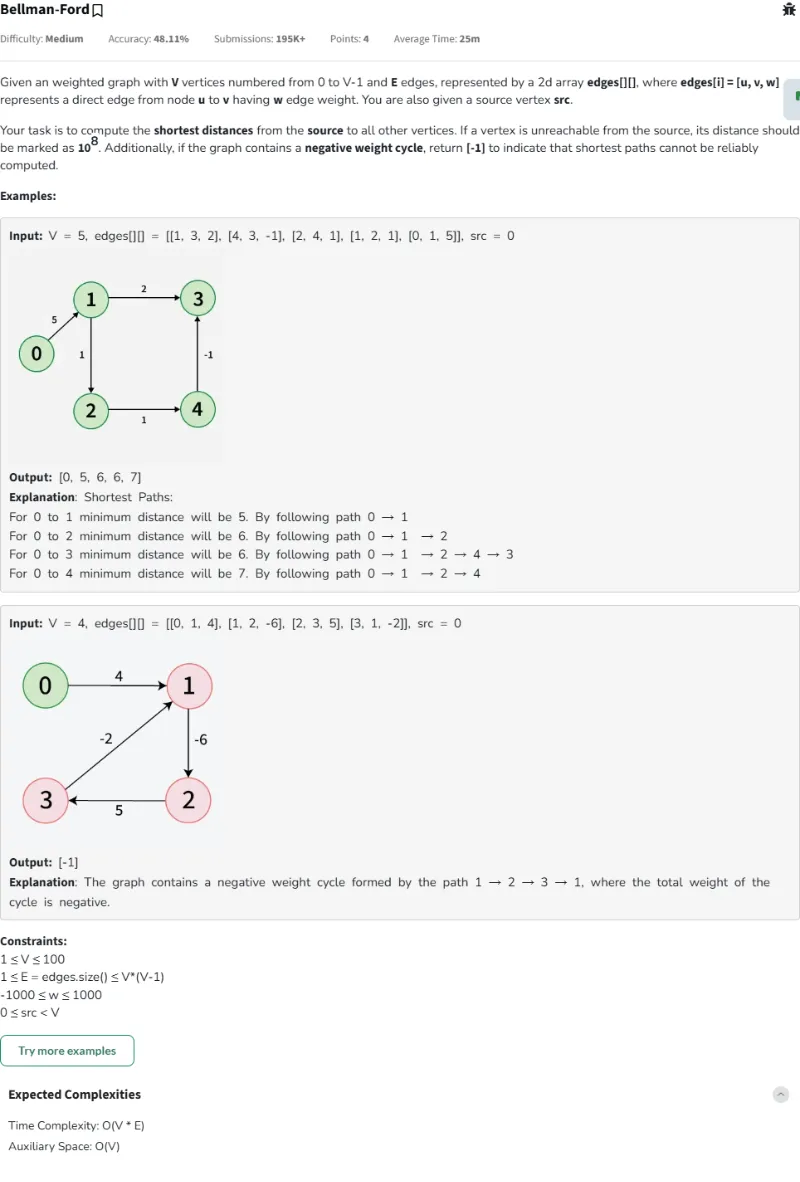 Bellman-Ford
Difficulty: Medium Accuracy: 48.11% Submissions: 195K+ Points: 4 Average Time: 25m
Given an weighted graph with V vertices numbered from 0 to V-1 and E edges, represented by a 2d array edges[][], where edges[i] = [u, v, w]
represents a direct edge from node u to v having w edge weight. You are also given a source vertex src.
Your task is to compute the shortest distances from the source to all other vertices. If a vertex is unreachable from the source, its distance should
be marked as 10^8. Additionally, if the graph contains a negative weight cycle, return [-1] to indicate that shortest paths cannot be reliably
computed.
Examples:
Input: V = 5, edges[][] = [[1, 3, 2], [4, 3, -1], [2, 4, 1], [1, 2, 1], [0, 1, 5]], src = 0
2
1 3
5
0 1 -1
2 4
1
Output: [0, 5, 6, 6, 7]
Explanation: Shortest Paths:
For 0 to 1 minimum distance will be 5. By following path 0 → 1
For 0 to 2 minimum distance will be 6. By following path 0 → 1 → 2
For 0 to 3 minimum distance will be 6. By following path 0 → 1 → 2 → 4 → 3
For 0 to 4 minimum distance will be 7. By following path 0 → 1 → 2 → 4
Input: V = 4, edges[][] = [[0, 1, 4], [1, 2, -6], [2, 3, 5], [3, 1, -2]], src = 0
4
0 1
-2 -6
3 2
5
Output: [-1]
Explanation: The graph contains a negative weight cycle formed by the path 1 → 2 → 3 → 1, where the total weight of the
cycle is negative.
Constraints:
1 ≤ V ≤ 100
1 ≤ E = edges.size() ≤ V*(V-1)
-1000 ≤ w ≤ 1000
0 ≤ src < V
Try more examples
Expected Complexities
Time Complexity: O(V * E)
Auxiliary Space: O(V)